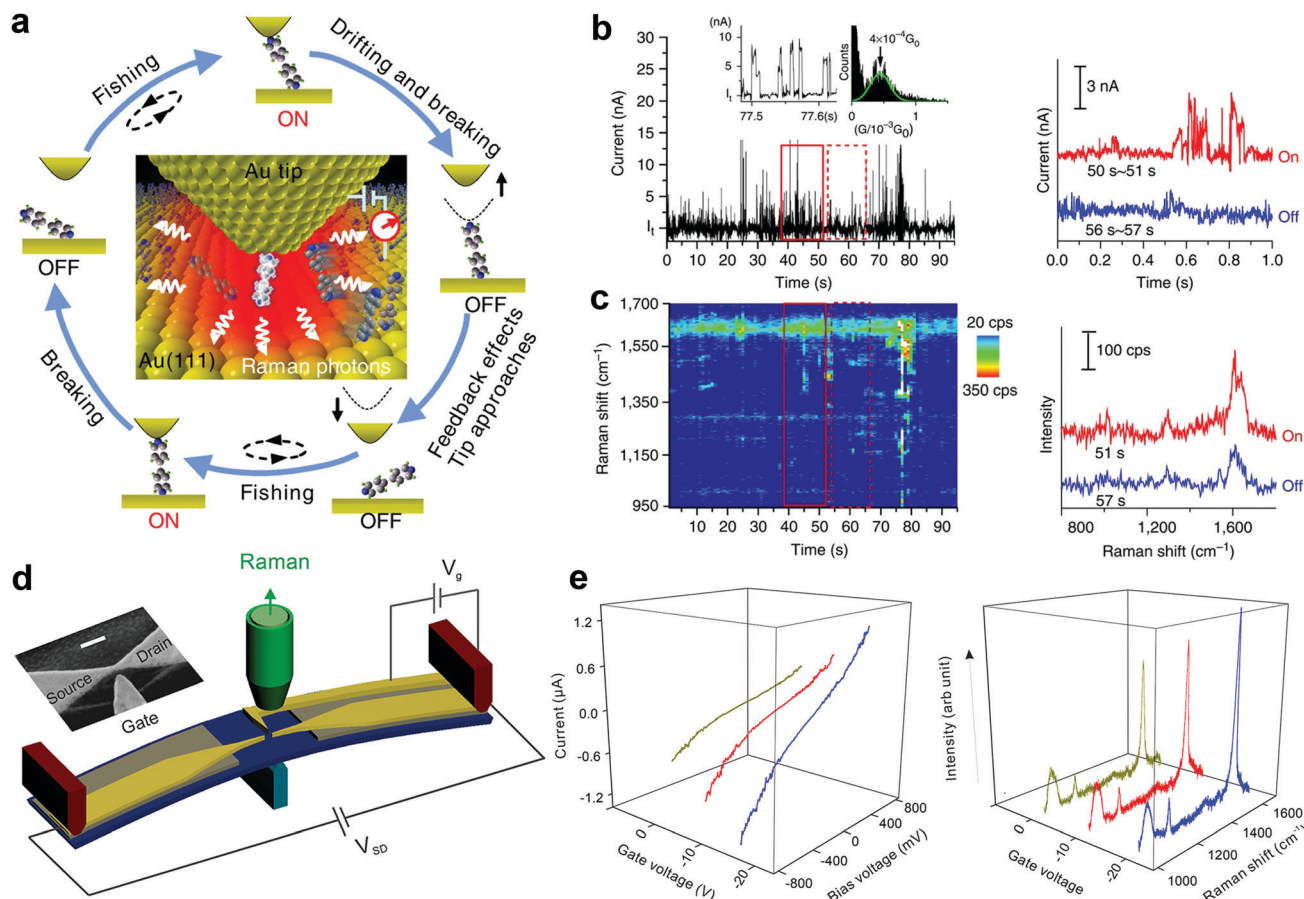 a
Fishing
Drifting and breaking
ON
Au tip
OFF
OFF
Au(111)
Raman photons
Breaking
Feedback effects
Tip approaches
Fishing
ON
OFF
b
(nA)
It
77.5
77.6(s)
4×10⁻⁴G₀
Counts
0
1
(G/10⁻³G₀)
Current (nA)
30
25
20
15
10
5
It
0 10 20 30 40 50 60 70 80 90
Time (s)
3 nA
Current (nA)
On
50 s~51 s
Off
56 s~57 s
0.0 0.2 0.4 0.6 0.8 1.0
Time (s)
c
Raman shift (cm⁻¹)
1,700
1,550
1,350
1,150
950
0 10 20 30 40 50 60 70 80 90
Time (s)
20 cps
350 cps
100 cps
Intensity
On
51 s
Off
57 s
800 1,200 1,600
Raman shift (cm⁻¹)
d
Raman
Vg
Source
Drain
Gate
VSD
e
Current (µA)
1.2
0.6
0.0
-0.6
-1.2
0
-10
-20
Gate voltage (V)
-800
-400
0
400
800
Bias voltage (mV)
Intensity (arb unit)
0
-10
-20
Gate voltage
1000
1200
1400
1600
Raman shift (cm⁻¹)